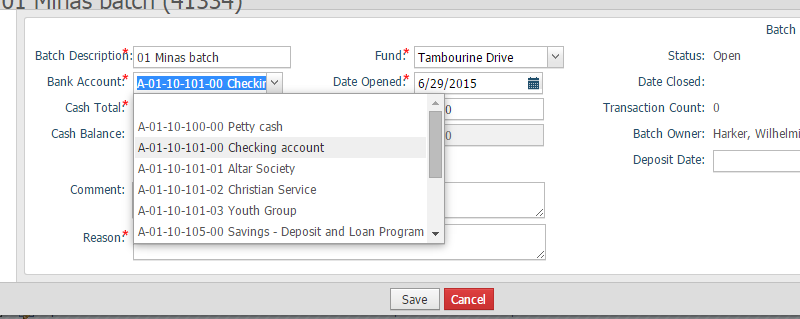 01 Minas batch (41334)
Batch
Batch Description:* 01 Minas batch Fund:* Tambourine Drive Status: Open
Bank Account:* A-01-10-101-00 Date Opened:* 6/29/2015 Date Closed:
Cash Total:* 0 Transaction Count: 0
Cash Balance: 0 Batch Owner: Harker,
Deposit Date:
A-01-10-100-00 Petty cash
A-01-10-101-00 Checking account
A-01-10-101-01 Altar Society
A-01-10-101-02 Christian Service
A-01-10-101-03 Youth Group
A-01-10-105-00 Savings - Deposit and Loan Program
Comment:
Reason:*
Save Cancel